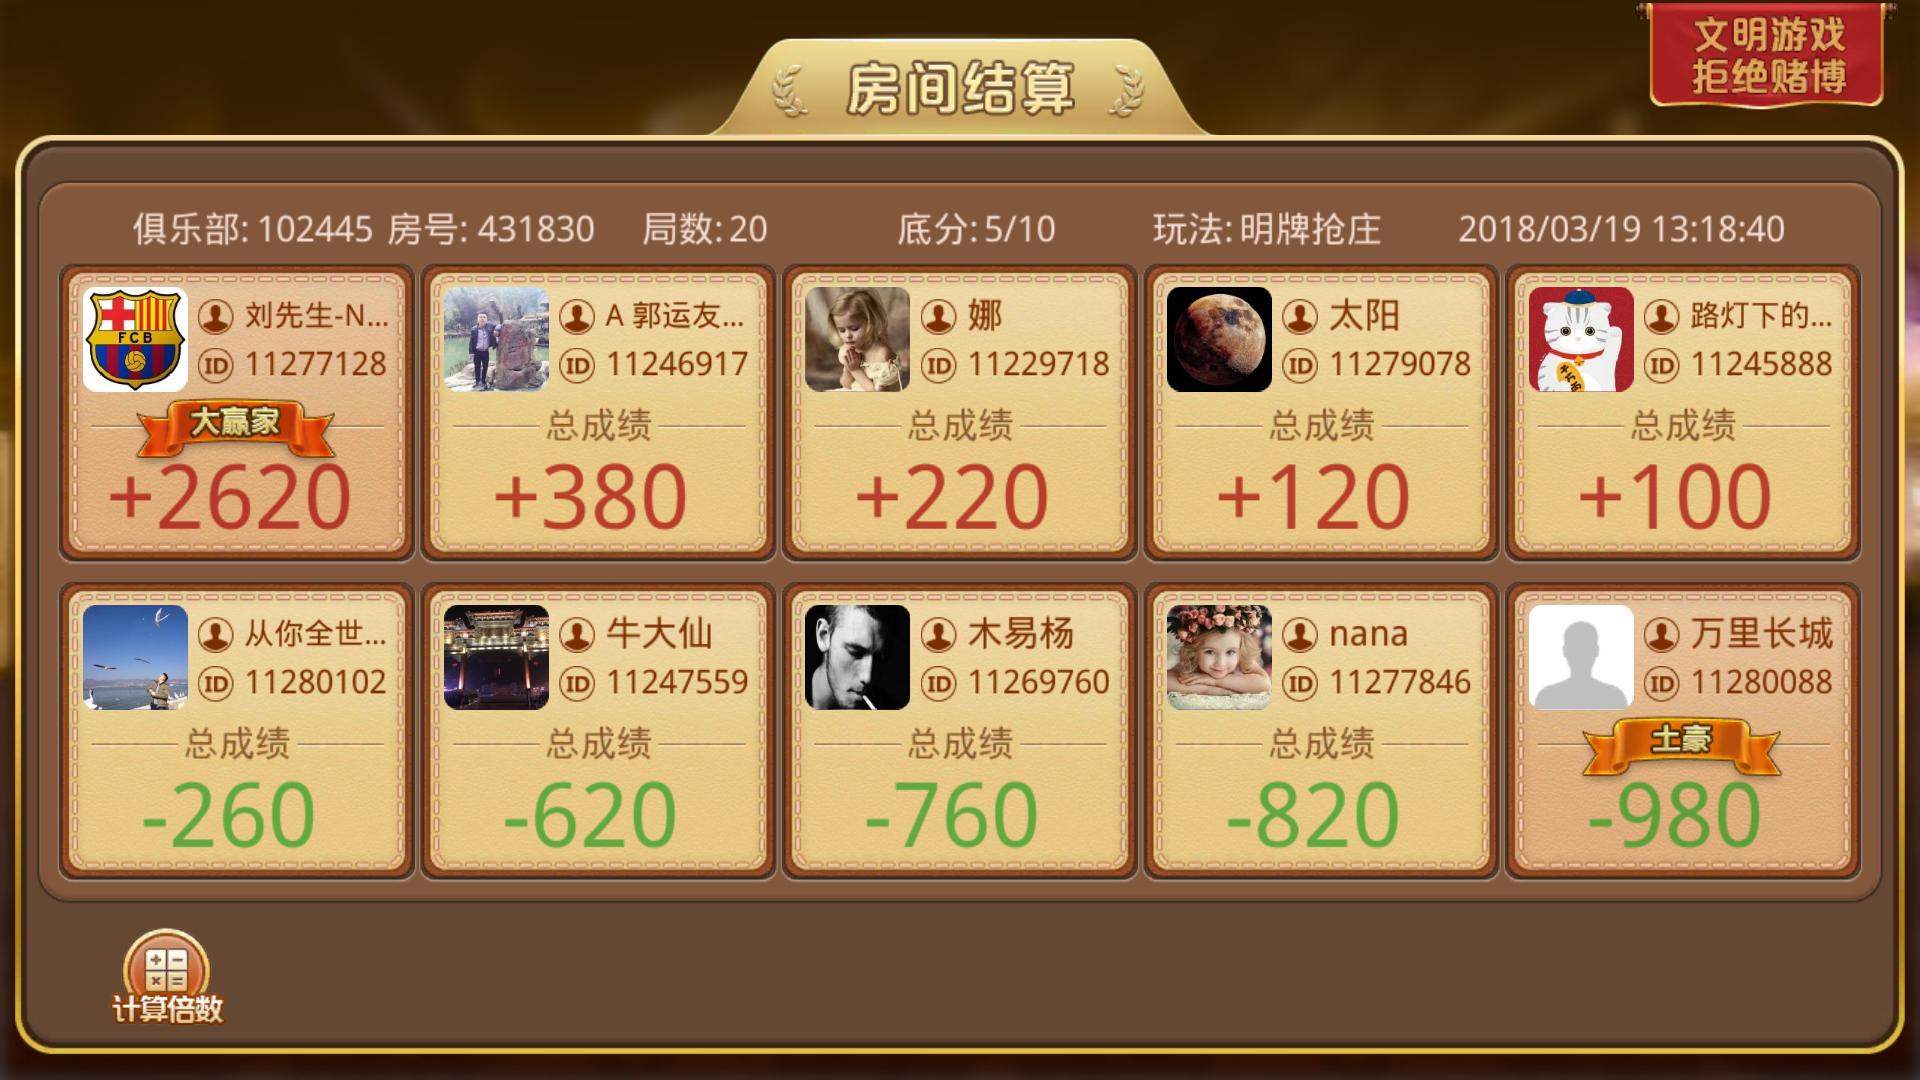 房间结算
文明游戏
拒绝赌博
俱乐部: 102445 房号: 431830 局数: 20 底分: 5/10 玩法: 明牌抢庄 2018/03/19 13:18:40
FCB
刘先生-N...
ID 11277128
大赢家
+2620
A 郭运友...
ID 11246917
总成绩
+380
娜
ID 11229718
总成绩
+220
太阳
ID 11279078
总成绩
+120
路灯下的...
ID 11245888
总成绩
+100
从你全世...
ID 11280102
总成绩
-260
牛大仙
ID 11247559
总成绩
-620
木易杨
ID 11269760
总成绩
-760
nana
ID 11277846
总成绩
-820
万里长城
ID 11280088
土豪
-980
计算倍数